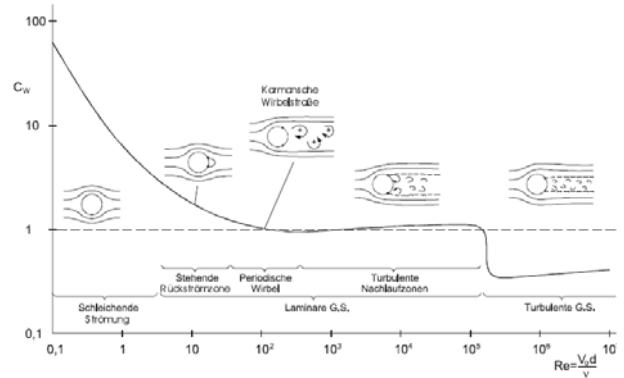 100
C_W
Karmansche
Wirbelstraße
10
1
Stehende
Rückströmzone
Periodische
Wirbel
Turbulente
Nachlaufzonen
Schleichende
Strömung
Laminare G.S.
Turbulente G.S.
0,1
0,1
1
10
10²
10³
10⁴
10⁵
10⁶
10
Re=V₀d/ν